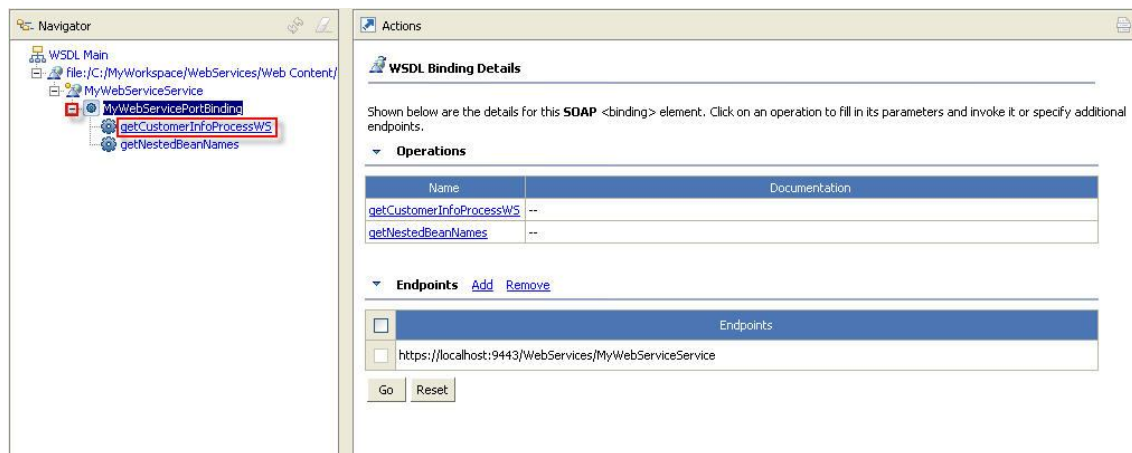 Navigator
WSDL Main
file:/C:/MyWorkspace/WebServices/Web Content/
MyWebServiceService
MyWebServicePortBinding
getCustomerInfoProcessWS
getNestedBeanNames
Actions
WSDL Binding Details
Shown below are the details for this SOAP <binding> element. Click on an operation to fill in its parameters and invoke it or specify additional
endpoints.
Operations
Name Documentation
getCustomerInfoProcessWS --
getNestedBeanNames --
Endpoints Add Remove
Endpoints
https://localhost:9443/WebServices/MyWebServiceService
Go Reset